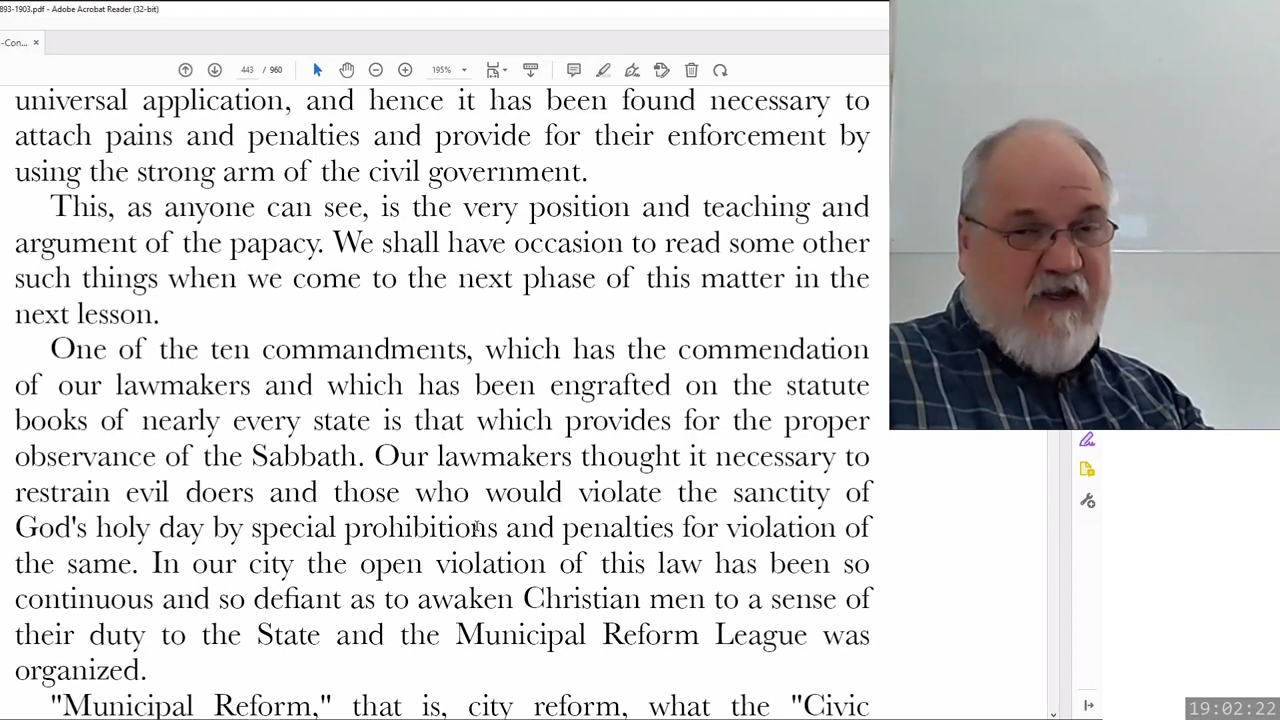 893-1903.pdf - Adobe Acrobat Reader (32-bit)
-Con... ×
443 / 960 195%
universal application, and hence it has been found necessary to
attach pains and penalties and provide for their enforcement by
using the strong arm of the civil government.
This, as anyone can see, is the very position and teaching and
argument of the papacy. We shall have occasion to read some other
such things when we come to the next phase of this matter in the
next lesson.
One of the ten commandments, which has the commendation
of our lawmakers and which has been engrafted on the statute
books of nearly every state is that which provides for the proper
observance of the Sabbath. Our lawmakers thought it necessary to
restrain evil doers and those who would violate the sanctity of
God's holy day by special prohibitions and penalties for violation of
the same. In our city the open violation of this law has been so
continuous and so defiant as to awaken Christian men to a sense of
their duty to the State and the Municipal Reform League was
organized.
"Municipal Reform," that is, city reform, what the "Civic
19:02:22